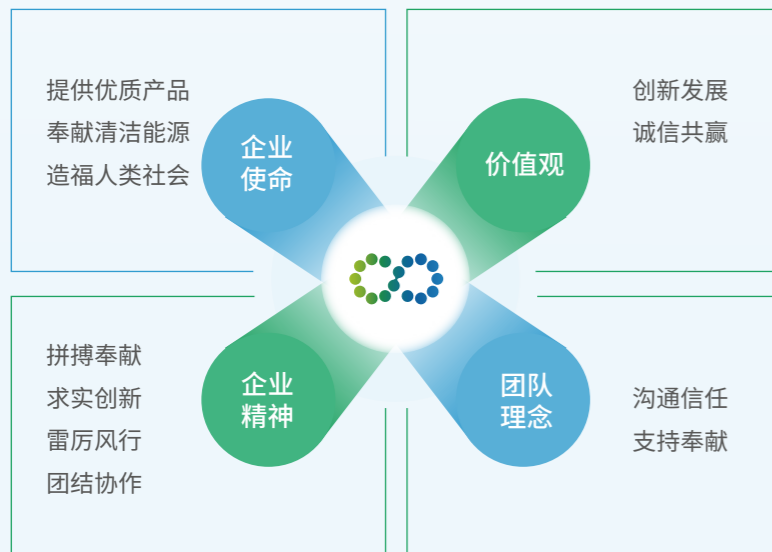 提供优质产品
奉献清洁能源
造福人类社会
企业
使命
价值观
创新发展
诚信共赢
拼搏奉献
求实创新
雷厉风行
团结协作
企业
精神
团队
理念
沟通信任
支持奉献